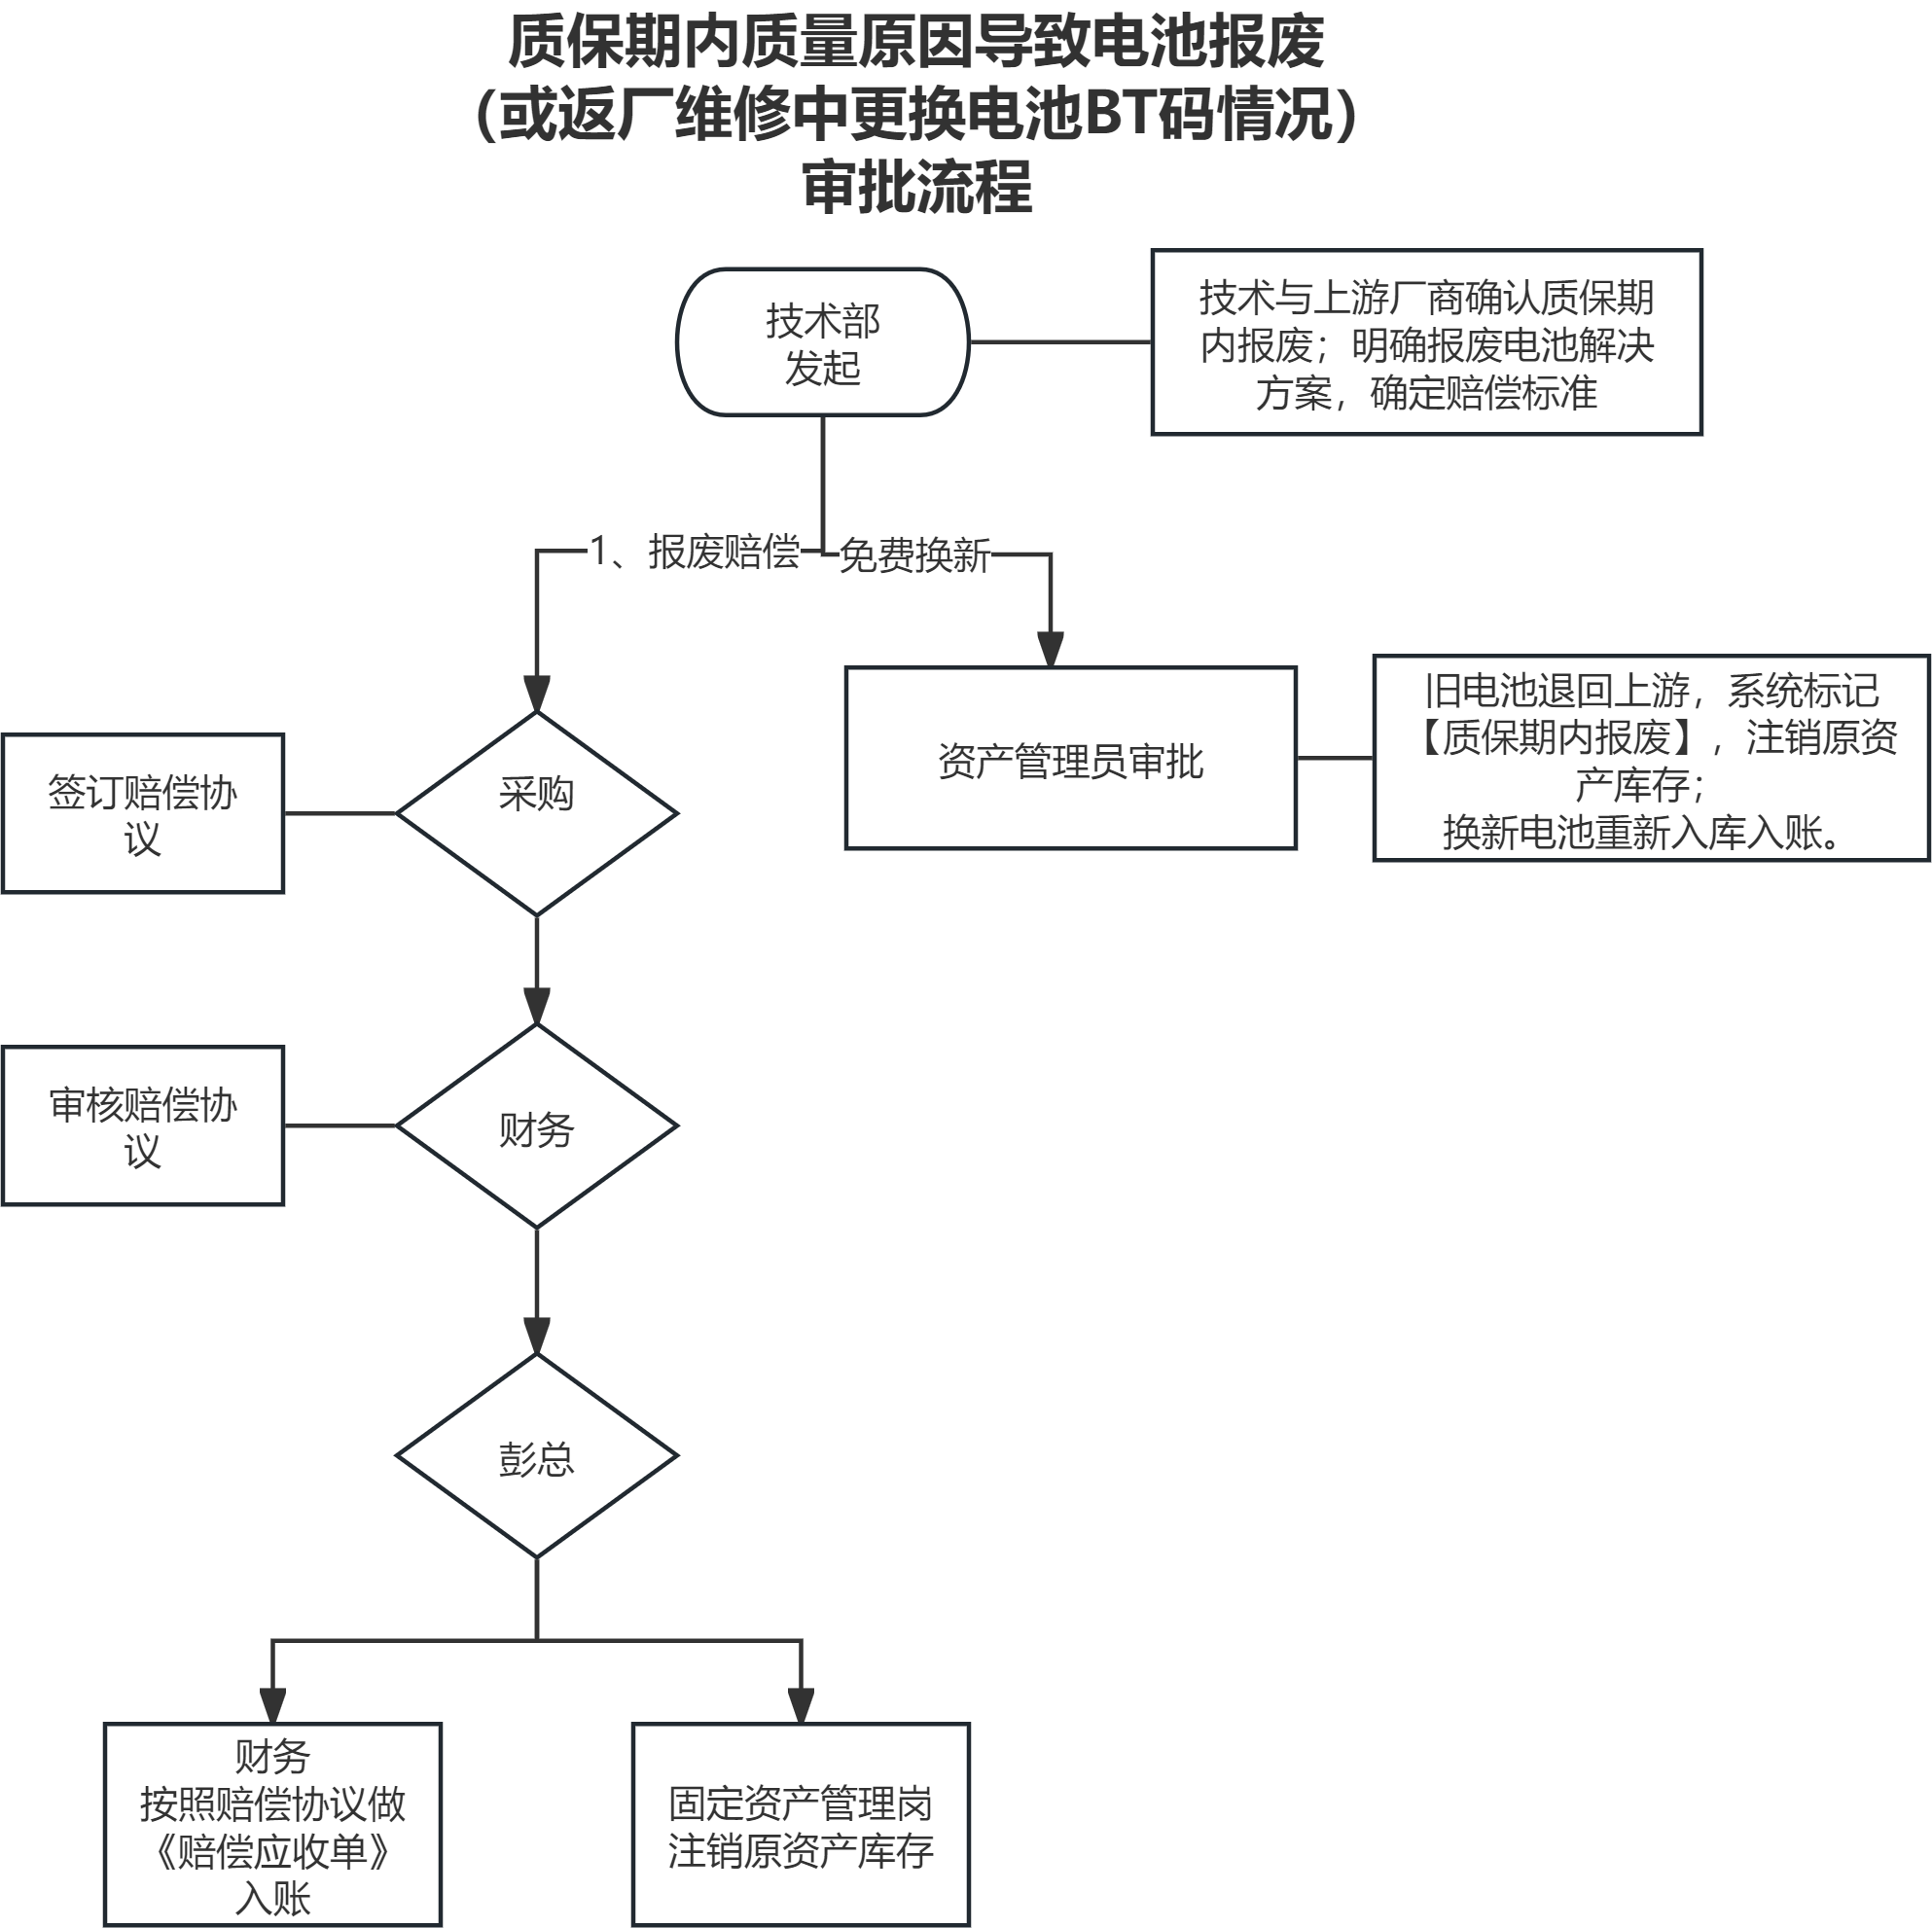 质保期内质量原因导致电池报废
（或返厂维修中更换电池BT码情况）
审批流程
技术部
发起
技术与上游厂商确认质保期
内报废；明确报废电池解决
方案，确定赔偿标准
1、报废赔偿
免费换新
签订赔偿协
议
采购
资产管理员审批
旧电池退回上游，系统标记
【质保期内报废】，注销原资
产库存；
换新电池重新入库入账。
审核赔偿协
议
财务
彭总
财务
按照赔偿协议做
《赔偿应收单》
入账
固定资产管理岗
注销原资产库存